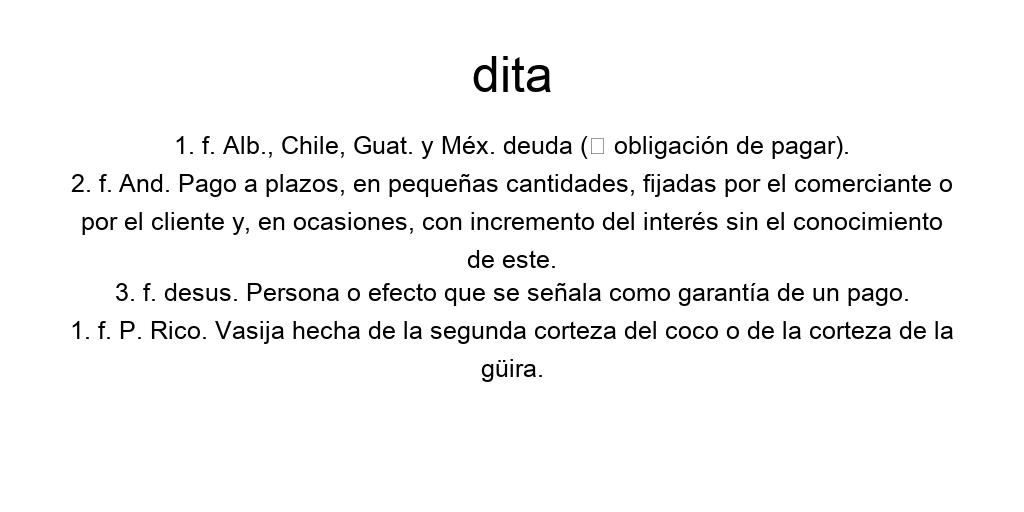 dita
1. f. Alb., Chile, Guat. y Méx. deuda (▯ obligación de pagar).
2. f. And. Pago a plazos, en pequeñas cantidades, fijadas por el comerciante o
por el cliente y, en ocasiones, con incremento del interés sin el conocimiento
de este.
3. f. desus. Persona o efecto que se señala como garantía de un pago.
1. f. P. Rico. Vasija hecha de la segunda corteza del coco o de la corteza de la
güira.